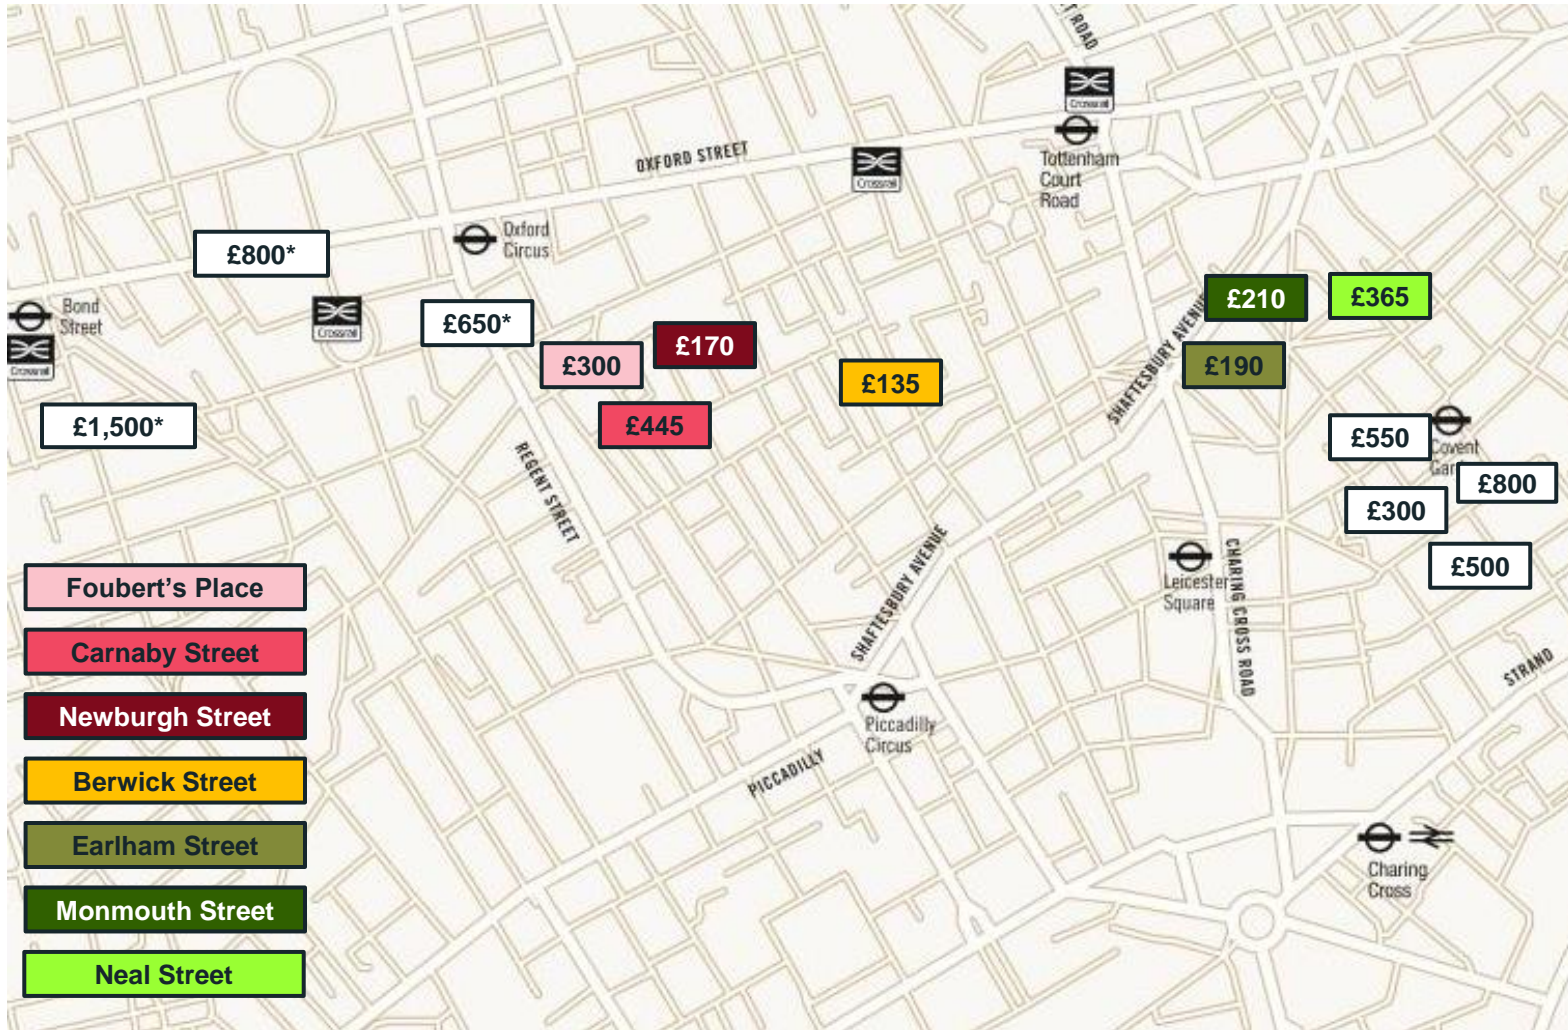 T ROAD
Crossrail
Tottenham
Court
Road
OXFORD STREET
Crossrail
Oxford
Circus
£800*
Bond
Street
Crossrail
Crossrail
£650*
£300
£170
£445
£135
SHAFTESBURY AVENUE
£210
£365
£190
£1,500*
£550
Covent
Gar
£800
£300
£500
REGENT STREET
SHAFTESBURY AVENUE
Leicester
Square
CHARING CROSS ROAD
STRAND
Piccadilly
Circus
PICCADILLY
Charing
Cross
Foubert’s Place
Carnaby Street
Newburgh Street
Berwick Street
Earlham Street
Monmouth Street
Neal Street